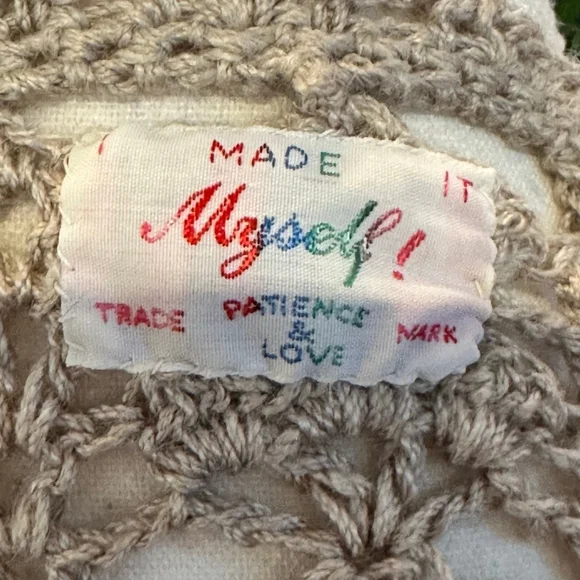 I MADE IT
Myself!
TRADE PATIENCE MARK
&
LOVE